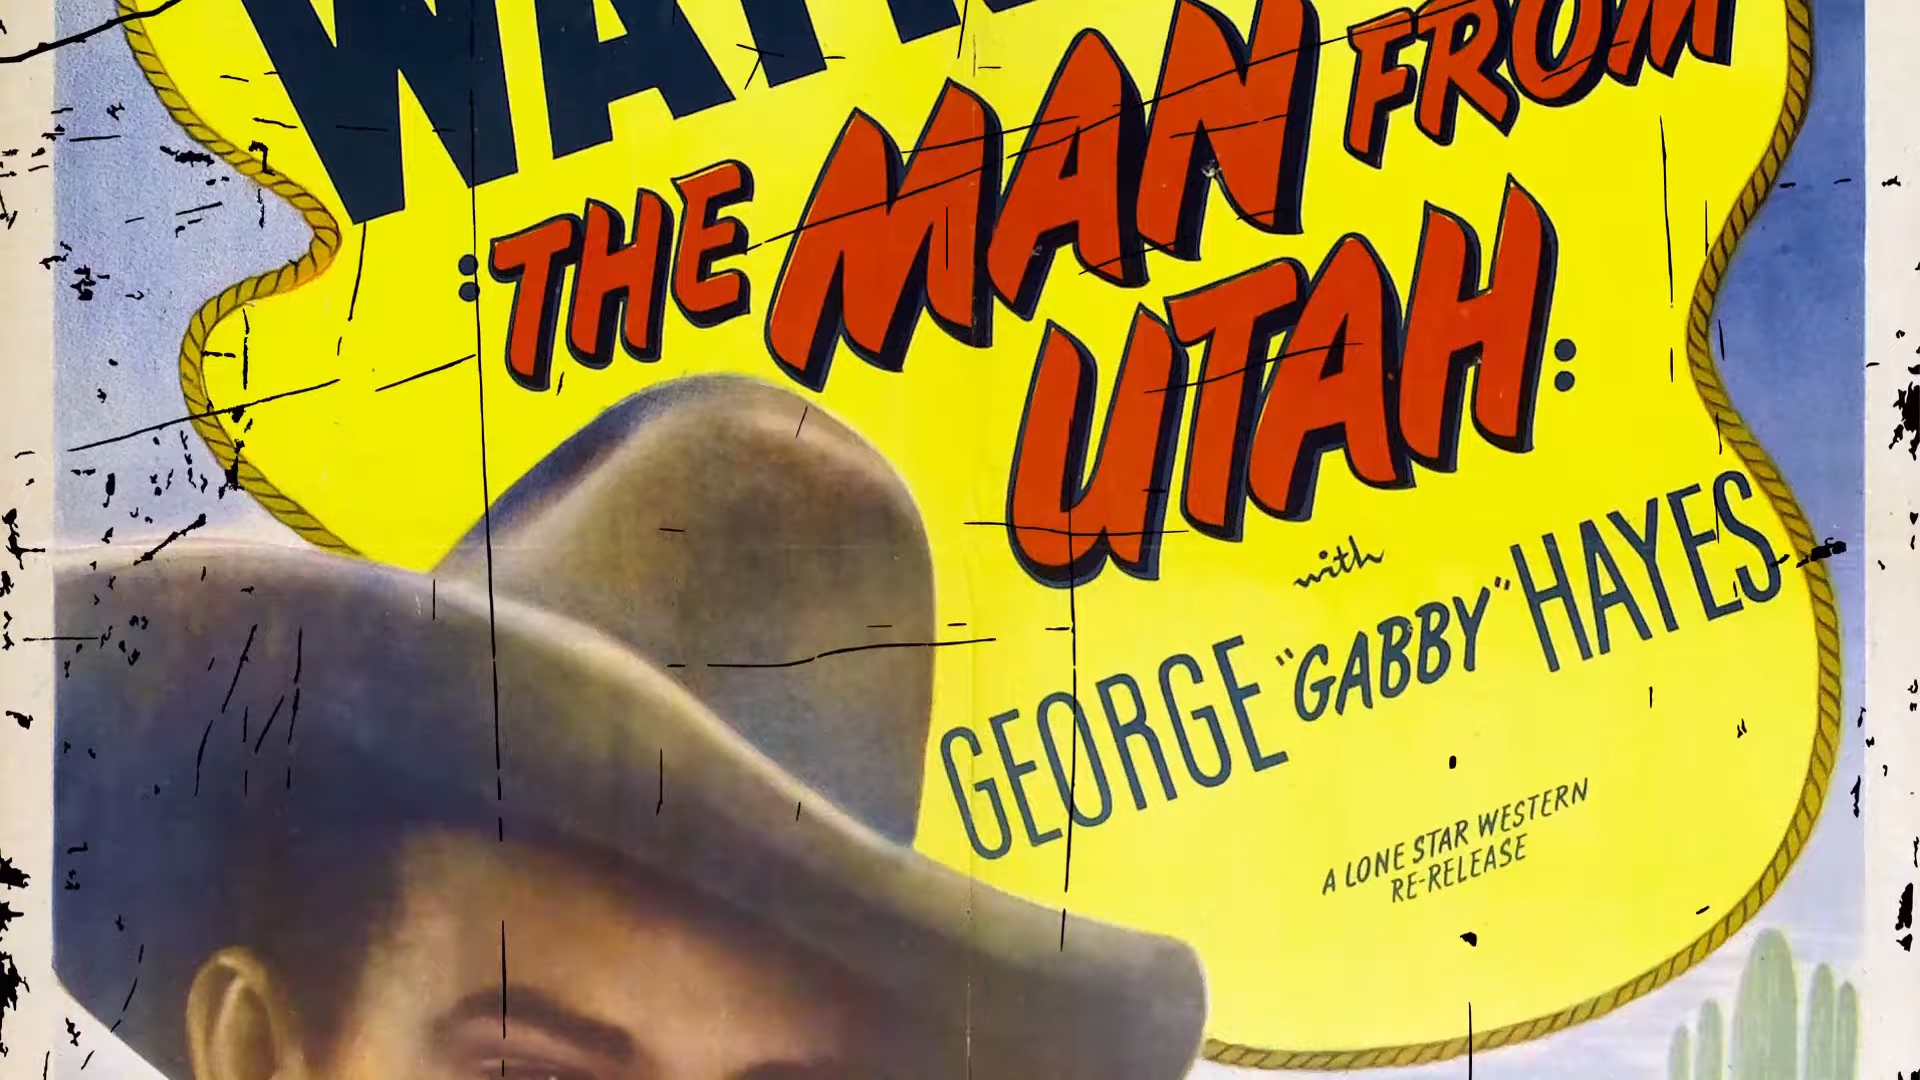 :THE MAN FROM
UTAH:
with
GEORGE "GABBY" HAYES
A LONE STAR WESTERN
RE-RELEASE